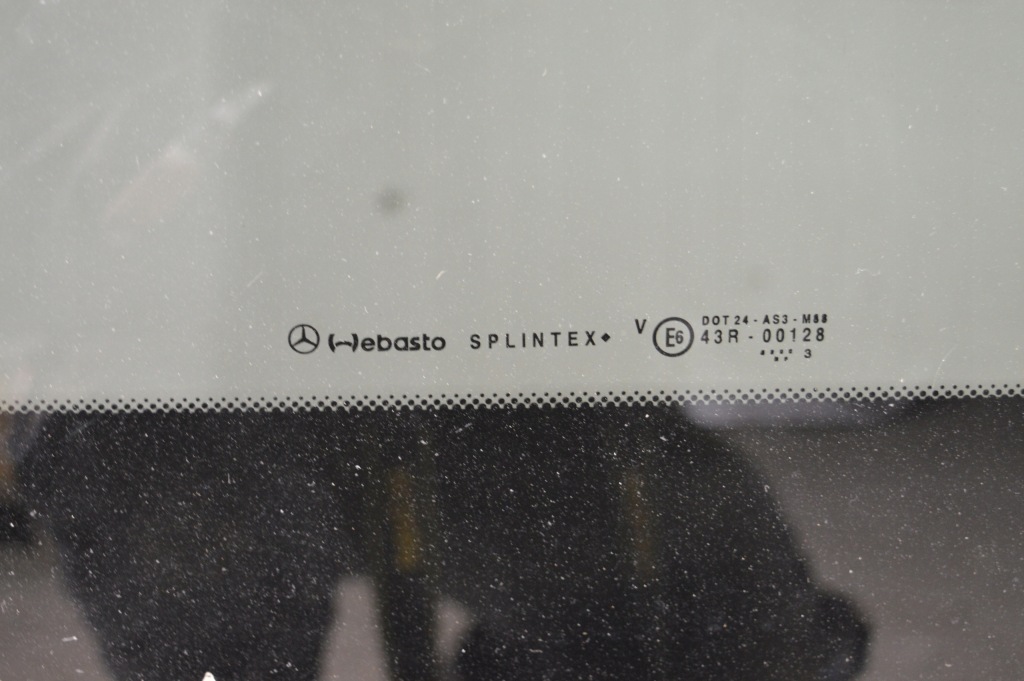 Webasto SPLINTEX V E6 DOT 24 - AS3 - M88
43R - 00128
3